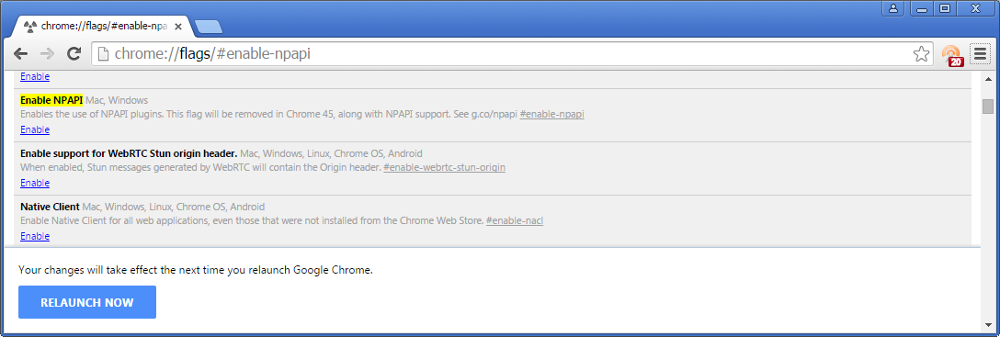 chrome://flags/#enable-npa
chrome://flags/#enable-npapi
20
Enable
Enable NPAPI Mac, Windows
Enables the use of NPAPI plugins. This flag will be removed in Chrome 45, along with NPAPI support. See g.co/npapi #enable-npapi
Enable
Enable support for WebRTC Stun origin header. Mac, Windows, Linux, Chrome OS, Android
When enabled, Stun messages generated by WebRTC will contain the Origin header. #enable-webrtc-stun-origin
Enable
Native Client Mac, Windows, Linux, Chrome OS, Android
Enable Native Client for all web applications, even those that were not installed from the Chrome Web Store. #enable-nacl
Enable
Your changes will take effect the next time you relaunch Google Chrome.
RELAUNCH NOW